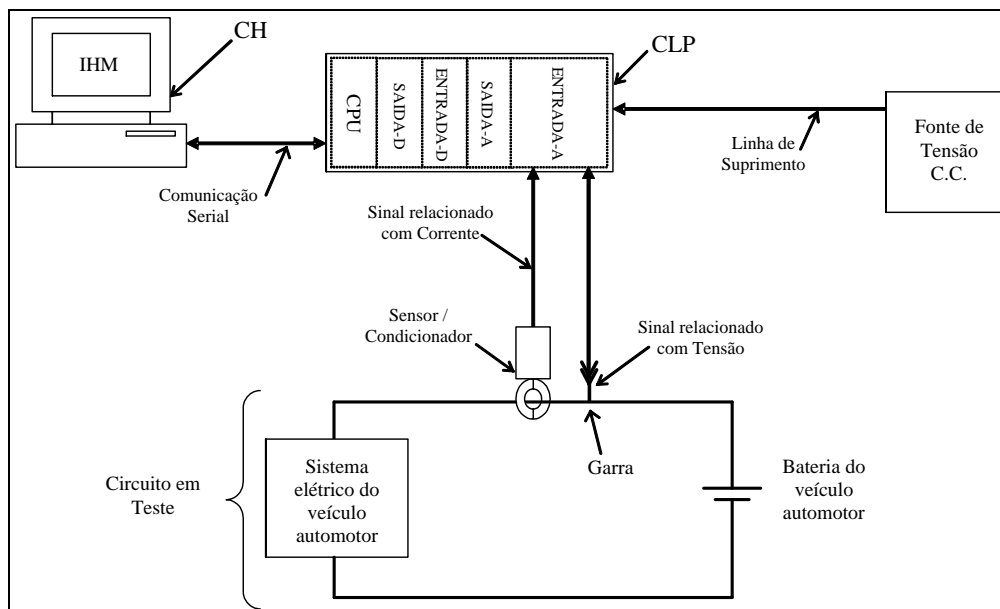 CH
IHM
CLP
CPU
SAIDA-D
ENTRADA-D
SAIDA-A
ENTRADA-A
Fonte de
Tensão
C.C.
Linha de
Suprimento
Comunicação
Serial
Sinal relacionado
com Corrente
Sensor /
Condicionador
Sinal relacionado
com Tensão
Garra
Circuito em
Teste
Sistema
elétrico do
veículo
automotor
Bateria do
veículo
automotor